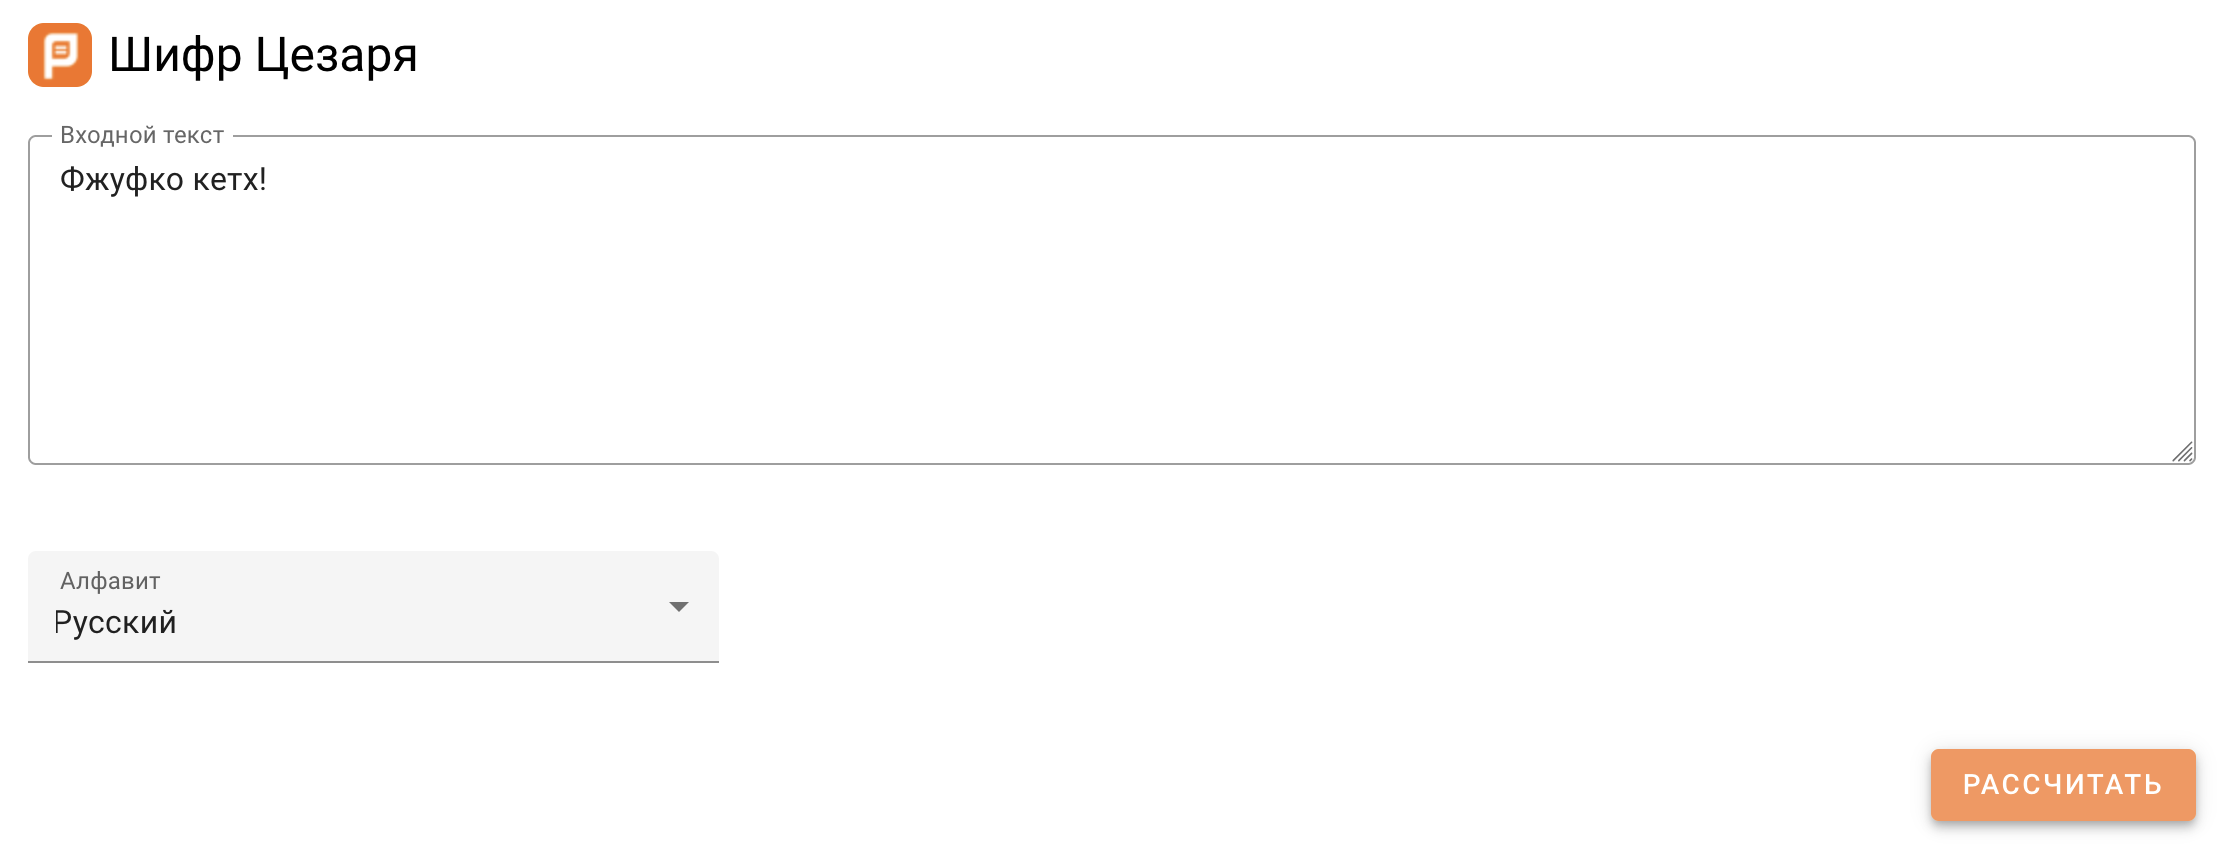 Шифр Цезаря
Входной текст
Фжуфко кетх!
Алфавит
Русский
РАССЧИТАТЬ